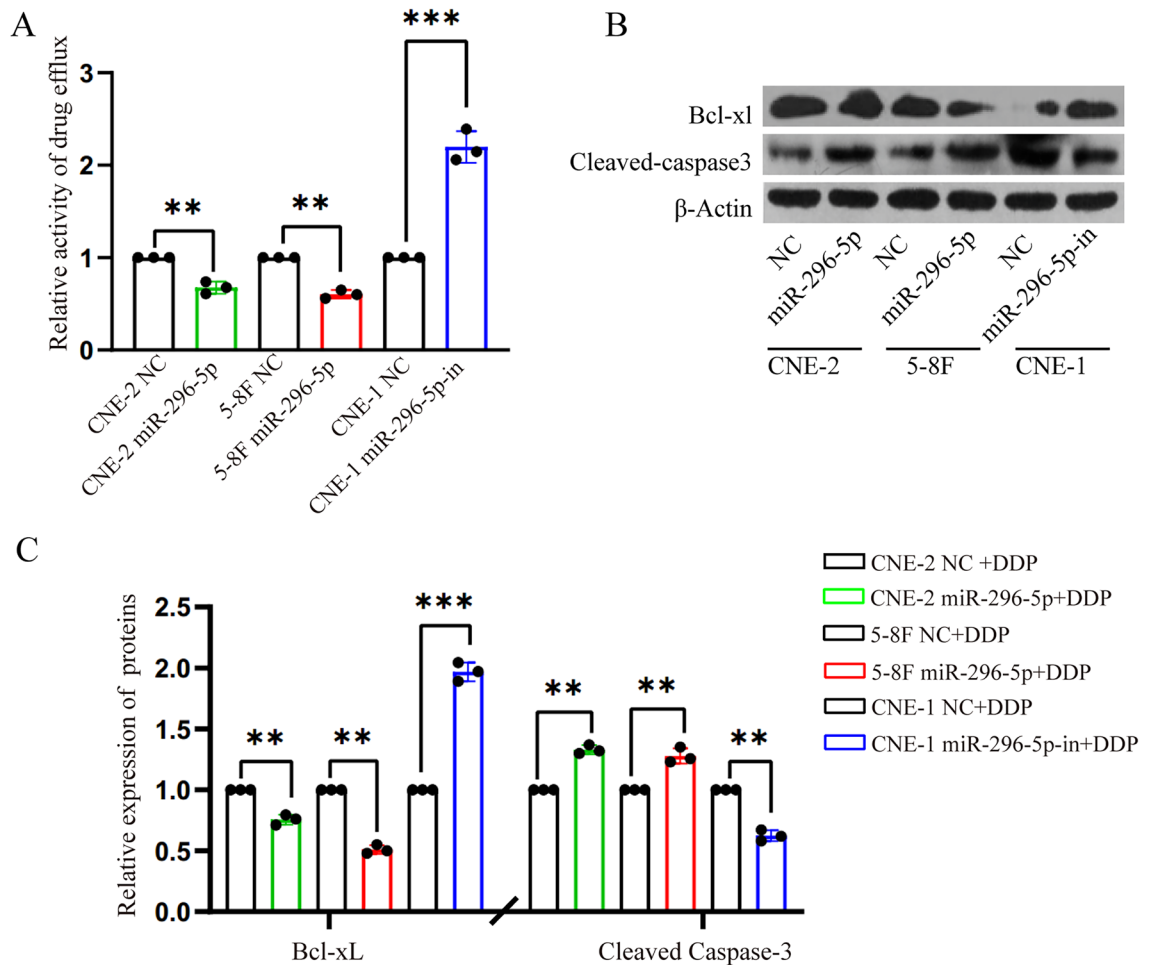 A
Relative activity of drug efflux
3
2
1
0
**
**
***
CNE-2 NC
CNE-2 miR-296-5p
5-8F NC
5-8F miR-296-5p
CNE-1 NC
CNE-1 miR-296-5p-in
B
Bcl-xl
Cleaved-caspase3
β-Actin
NC
miR-296-5p
NC
miR-296-5p
NC
miR-296-5p-in
CNE-2
5-8F
CNE-1
C
Relative expression of proteins
2.5
2.0
1.5
1.0
0.5
0.0
**
**
***
**
**
**
Bcl-xL
Cleaved Caspase-3
CNE-2 NC +DDP
CNE-2 miR-296-5p+DDP
5-8F NC+DDP
5-8F miR-296-5p+DDP
CNE-1 NC+DDP
CNE-1 miR-296-5p-in+DDP